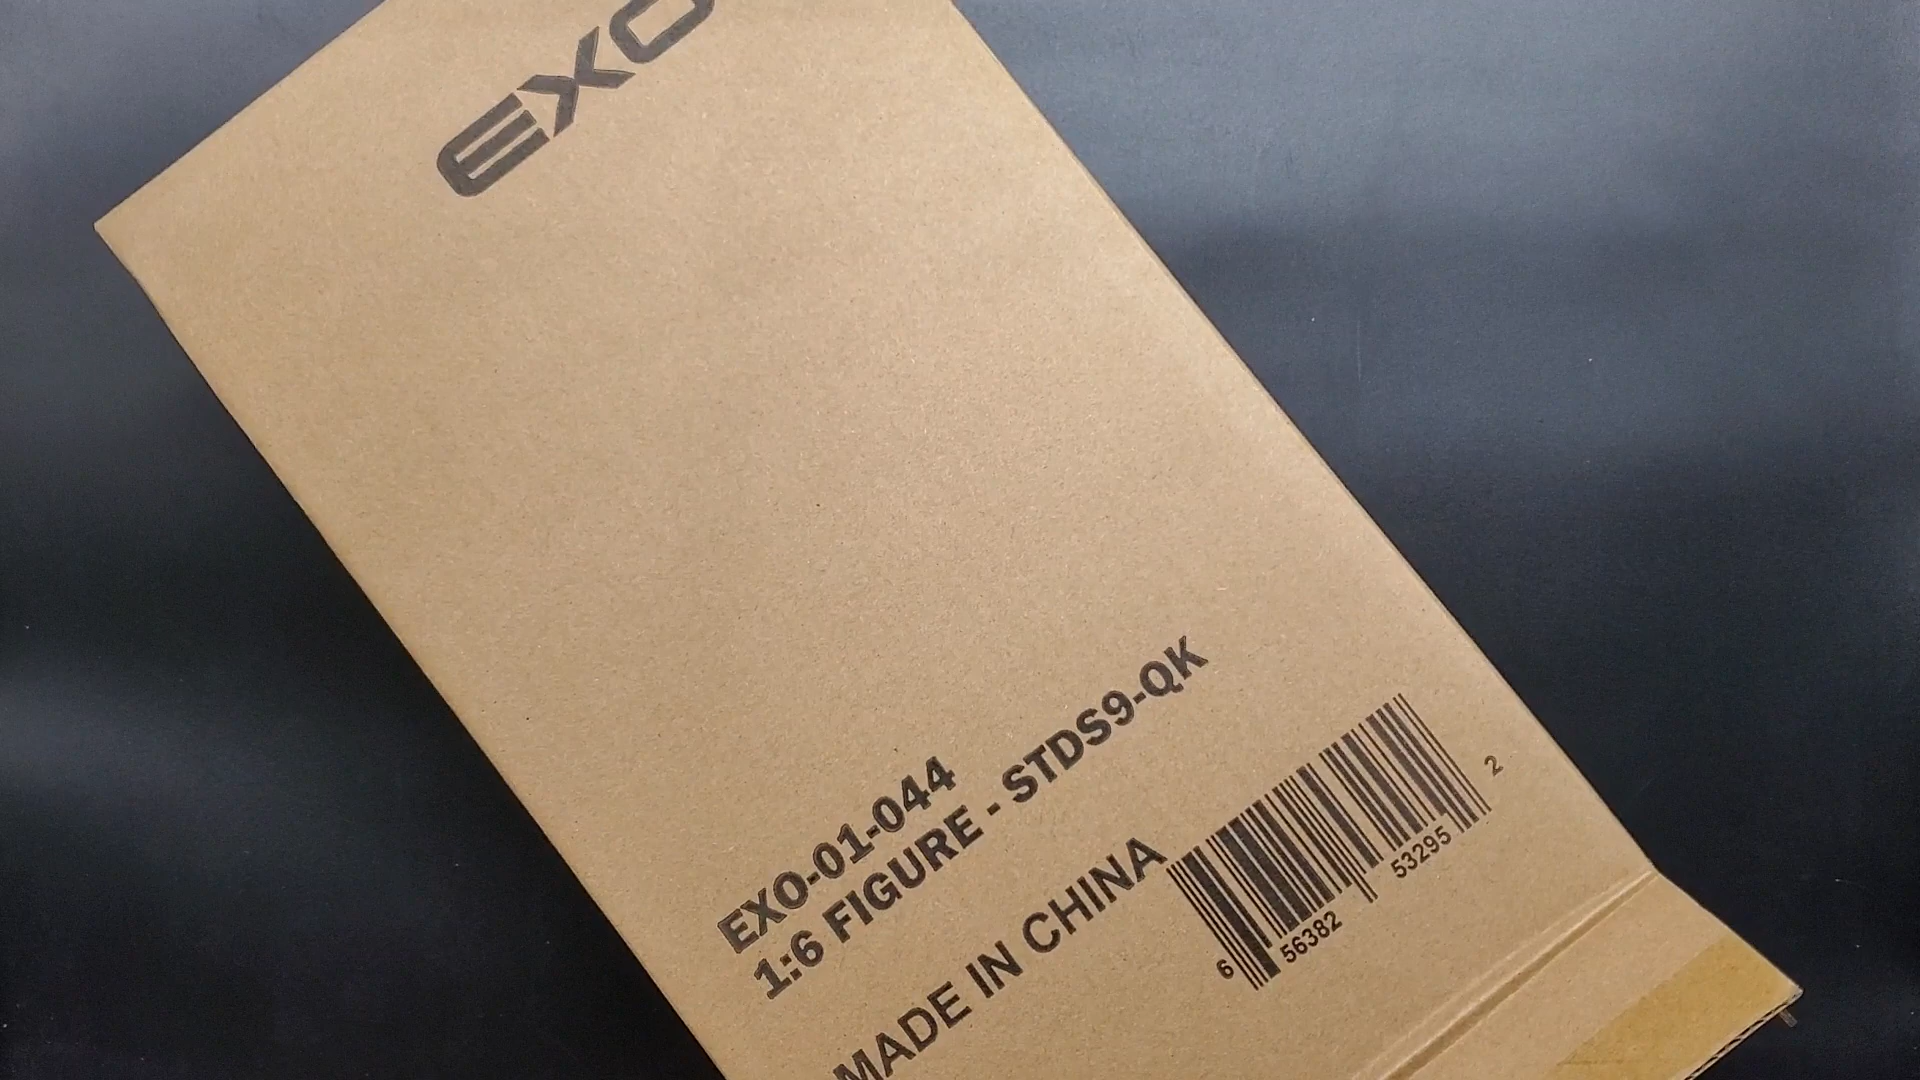 EXO
EXO-01-044
1:6 FIGURE - STDS9-QK
MADE IN CHINA
6 56382 53295 2